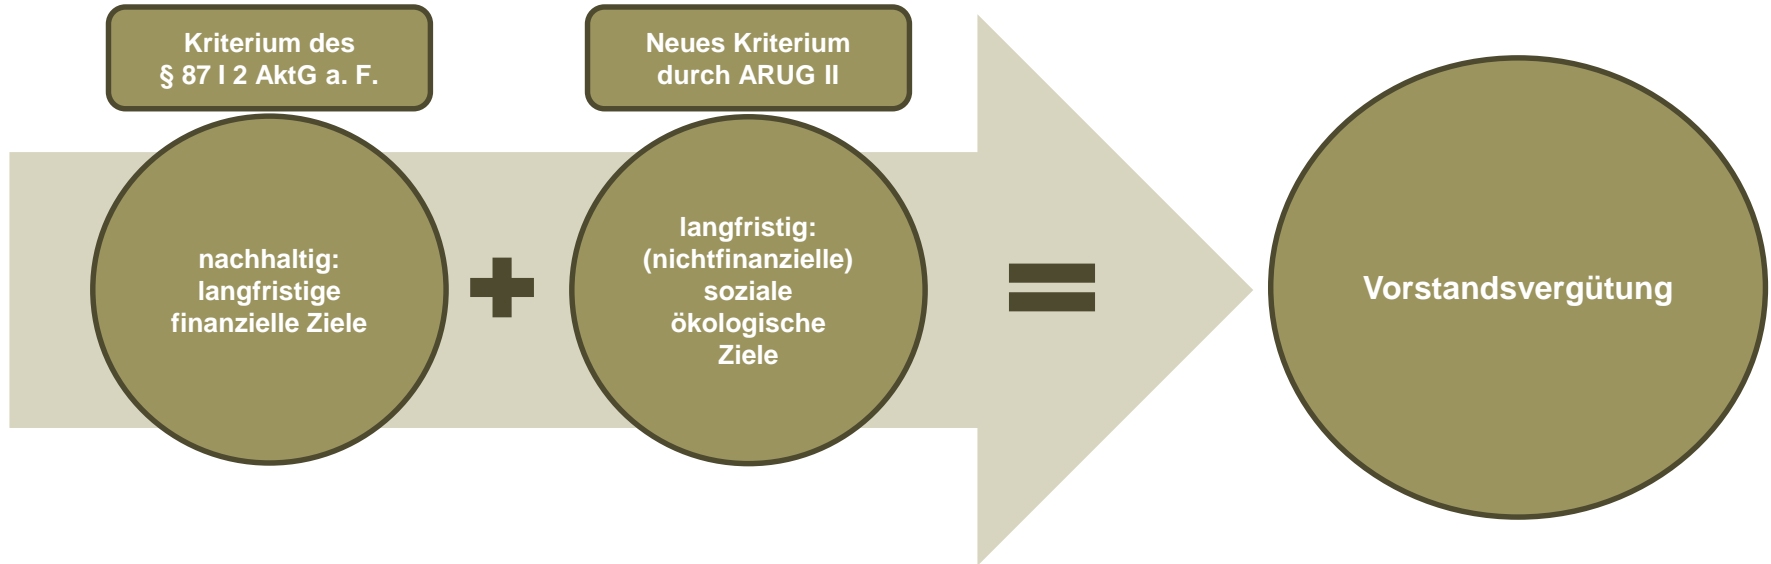 Kriterium des
§ 87 I 2 AktG a. F.
Neues Kriterium
durch ARUG II
nachhaltig:
langfristige
finanzielle Ziele
langfristig:
(nichtfinanzielle)
soziale
ökologische
Ziele
Vorstandsvergütung